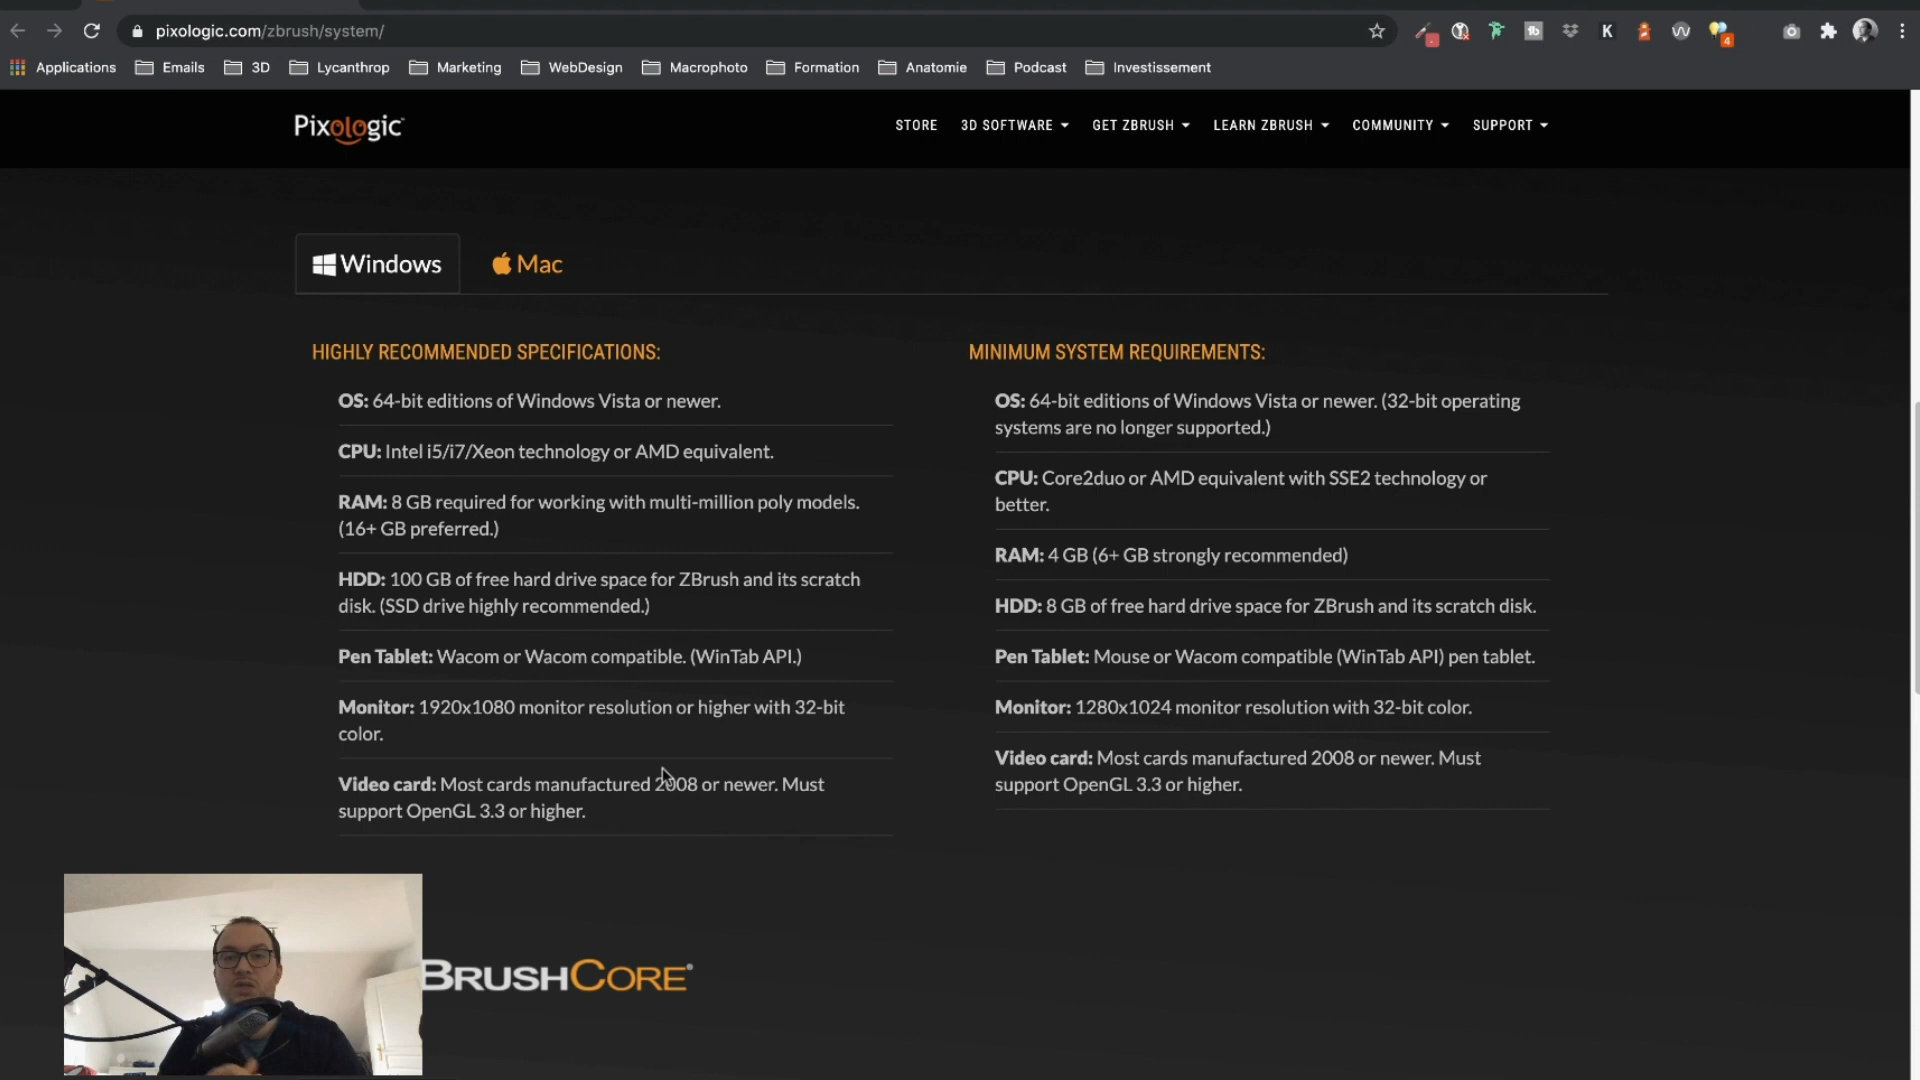 pixologic.com/zbrush/system/
K
4
Applications Emails 3D Lycanthrop Marketing WebDesign Macrophoto Formation Anatomie Podcast Investissement
Pixologic
STORE 3D SOFTWARE GET ZBRUSH LEARN ZBRUSH COMMUNITY SUPPORT
Windows Mac
HIGHLY RECOMMENDED SPECIFICATIONS:
OS: 64-bit editions of Windows Vista or newer.
CPU: Intel i5/i7/Xeon technology or AMD equivalent.
RAM: 8 GB required for working with multi-million poly models.
(16+ GB preferred.)
HDD: 100 GB of free hard drive space for ZBrush and its scratch
disk. (SSD drive highly recommended.)
Pen Tablet: Wacom or Wacom compatible. (WinTab API.)
Monitor: 1920x1080 monitor resolution or higher with 32-bit
color.
Video card: Most cards manufactured 2008 or newer. Must
support OpenGL 3.3 or higher.
MINIMUM SYSTEM REQUIREMENTS:
OS: 64-bit editions of Windows Vista or newer. (32-bit operating
systems are no longer supported.)
CPU: Core2duo or AMD equivalent with SSE2 technology or
better.
RAM: 4 GB (6+ GB strongly recommended)
HDD: 8 GB of free hard drive space for ZBrush and its scratch disk.
Pen Tablet: Mouse or Wacom compatible (WinTab API) pen tablet.
Monitor: 1280x1024 monitor resolution with 32-bit color.
Video card: Most cards manufactured 2008 or newer. Must
support OpenGL 3.3 or higher.
BRUSHCORE®